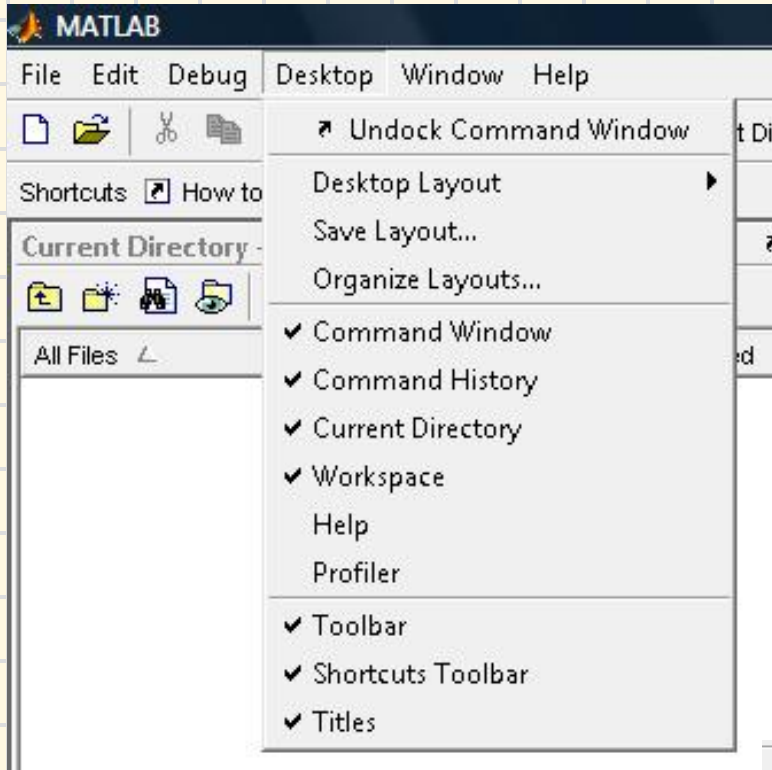 MATLAB
File Edit Debug Desktop Window Help
Undock Command Window
Shortcuts How to
Desktop Layout
Save Layout...
Current Directory -
Organize Layouts...
All Files
Command Window
Command History
Current Directory
Workspace
Help
Profiler
Toolbar
Shortcuts Toolbar
Titles